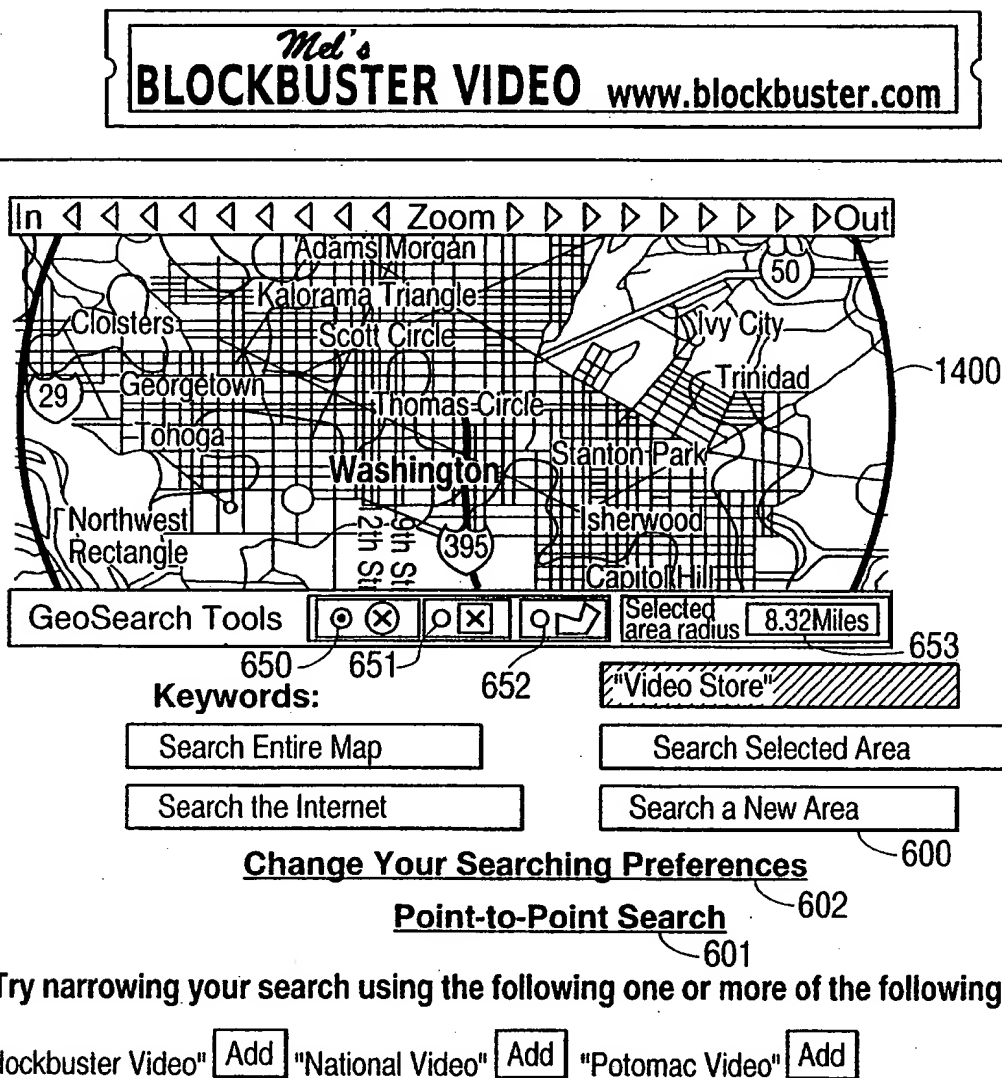 Mel's
BLOCKBUSTER VIDEO www.blockbuster.com
In Zoom Out
Adams Morgan
50
Kalorama Triangle
Cloisters
Scott Circle
Ivy City
1400
29
Georgetown
Thomas Circle
Trinidad
Tohoga
Stanton Park
Washington
Northwest
Rectangle
12th St
9th St
395
Isherwood
Capitol Hill
GeoSearch Tools
Selected
area radius
8.32Miles
650 651 652 653
Keywords: "Video Store"
Search Entire Map Search Selected Area
Search the Internet Search a New Area
600
Change Your Searching Preferences
602
Point-to-Point Search
601
Try narrowing your search using the following one or more of the following
lockbuster Video" Add "National Video" Add "Potomac Video" Add